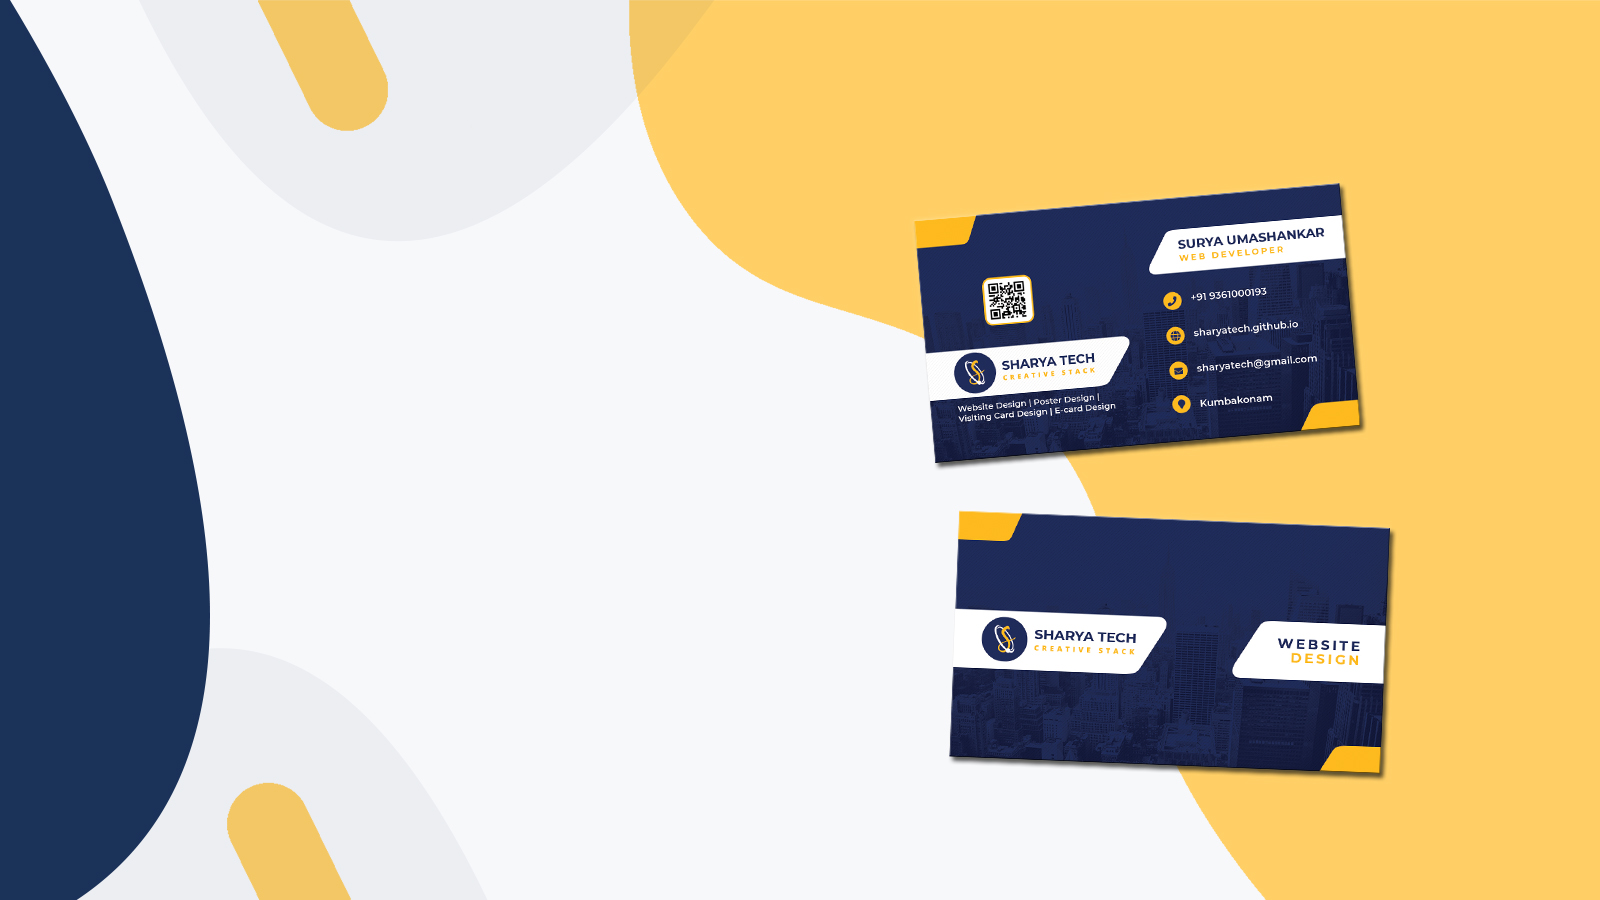 SURYA UMASHANKAR
WEB DEVELOPER
+91 9361000193
sharyatech.github.io
SHARYA TECH
CREATIVE STACK
sharyatech@gmail.com
Website Design | Poster Design |
Visiting Card Design | E-card Design
Kumbakonam
SHARYA TECH
CREATIVE STACK
WEBSITE
DESIGN